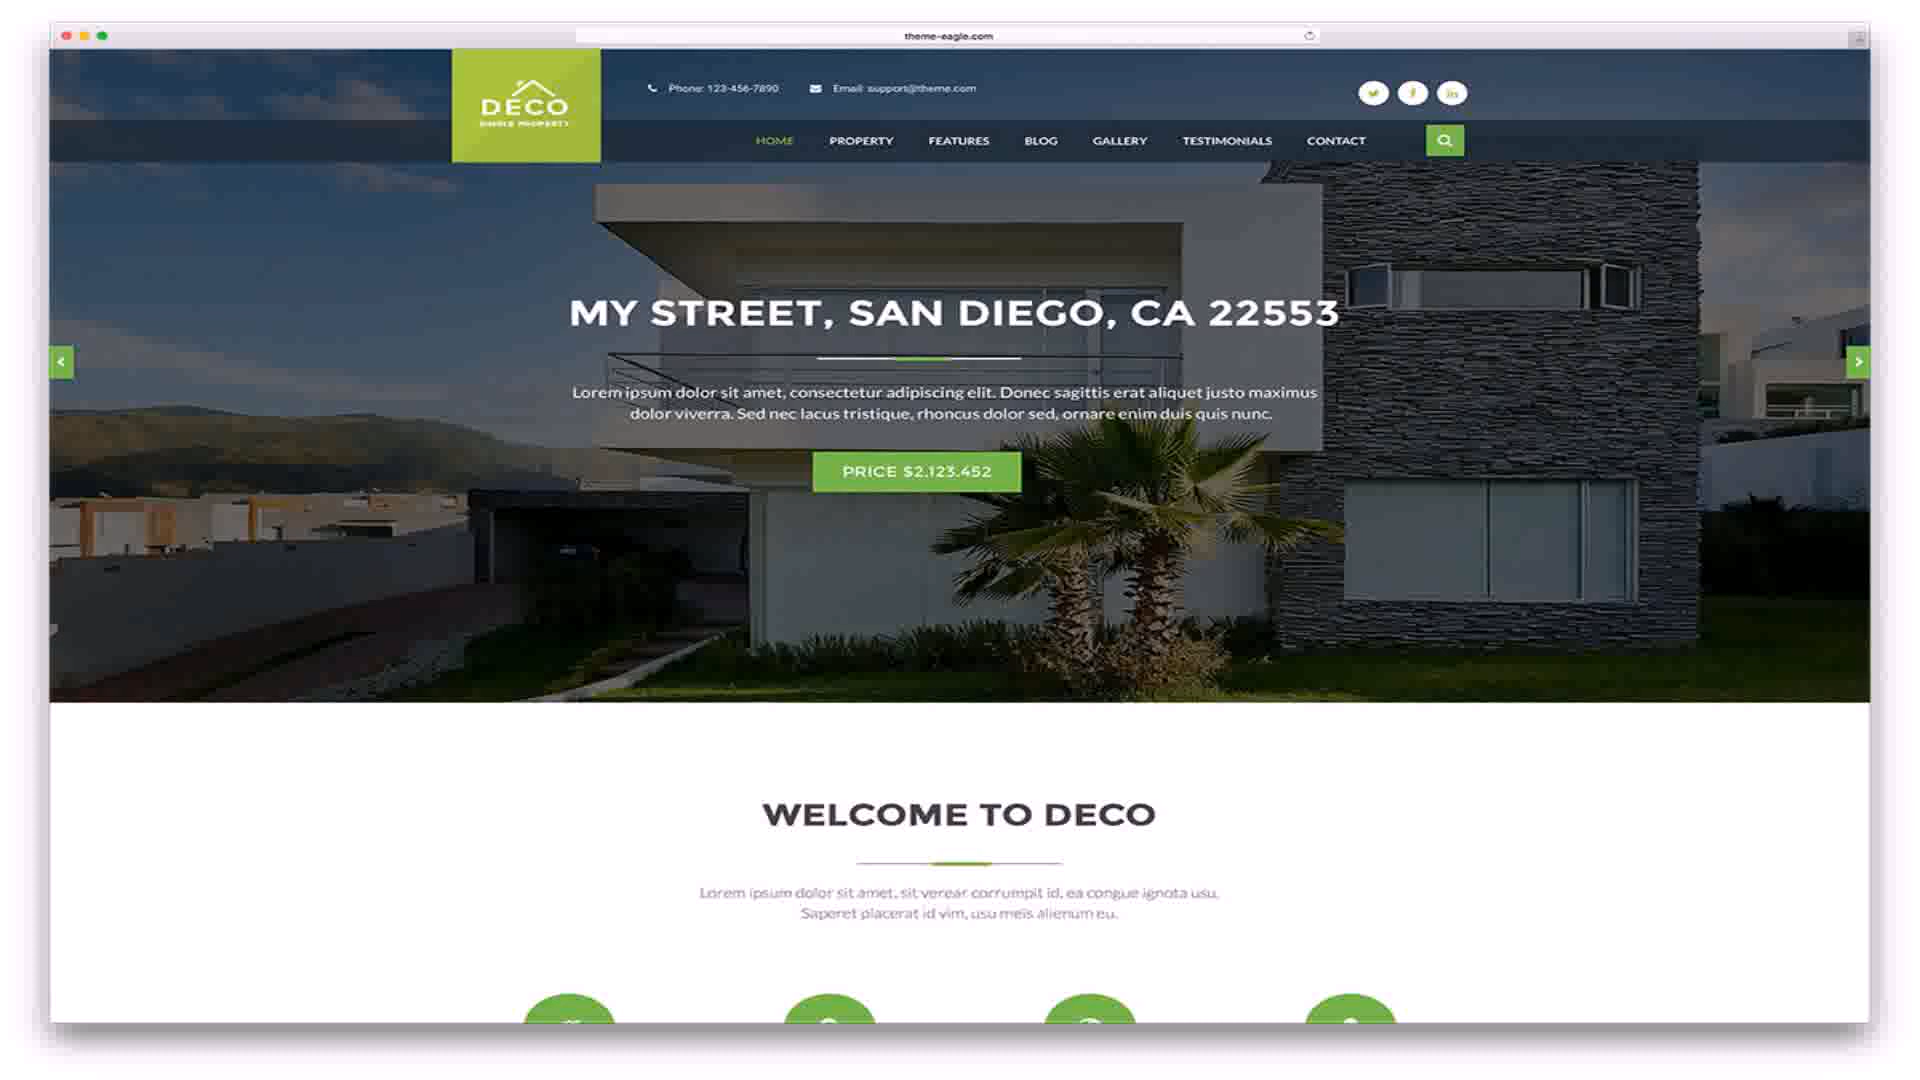 theme-eagle.com
DECO
SINGLE PROPERTY
Phone: 123-456-7890
Email: support@theme.com
HOME PROPERTY FEATURES BLOG GALLERY TESTIMONIALS CONTACT
MY STREET, SAN DIEGO, CA 22553
Lorem ipsum dolor sit amet, consectetur adipiscing elit. Donec sagittis erat aliquet justo maximus
dolor viverra. Sed nec lacus tristique, rhoncus dolor sed, ornare enim duis quis nunc.
PRICE $2.123.452
WELCOME TO DECO
Lorem ipsum dolor sit amet, sit verear corrumpit id, ea congue ignota usu.
Saperet placerat id vim, usu meis alienum eu.